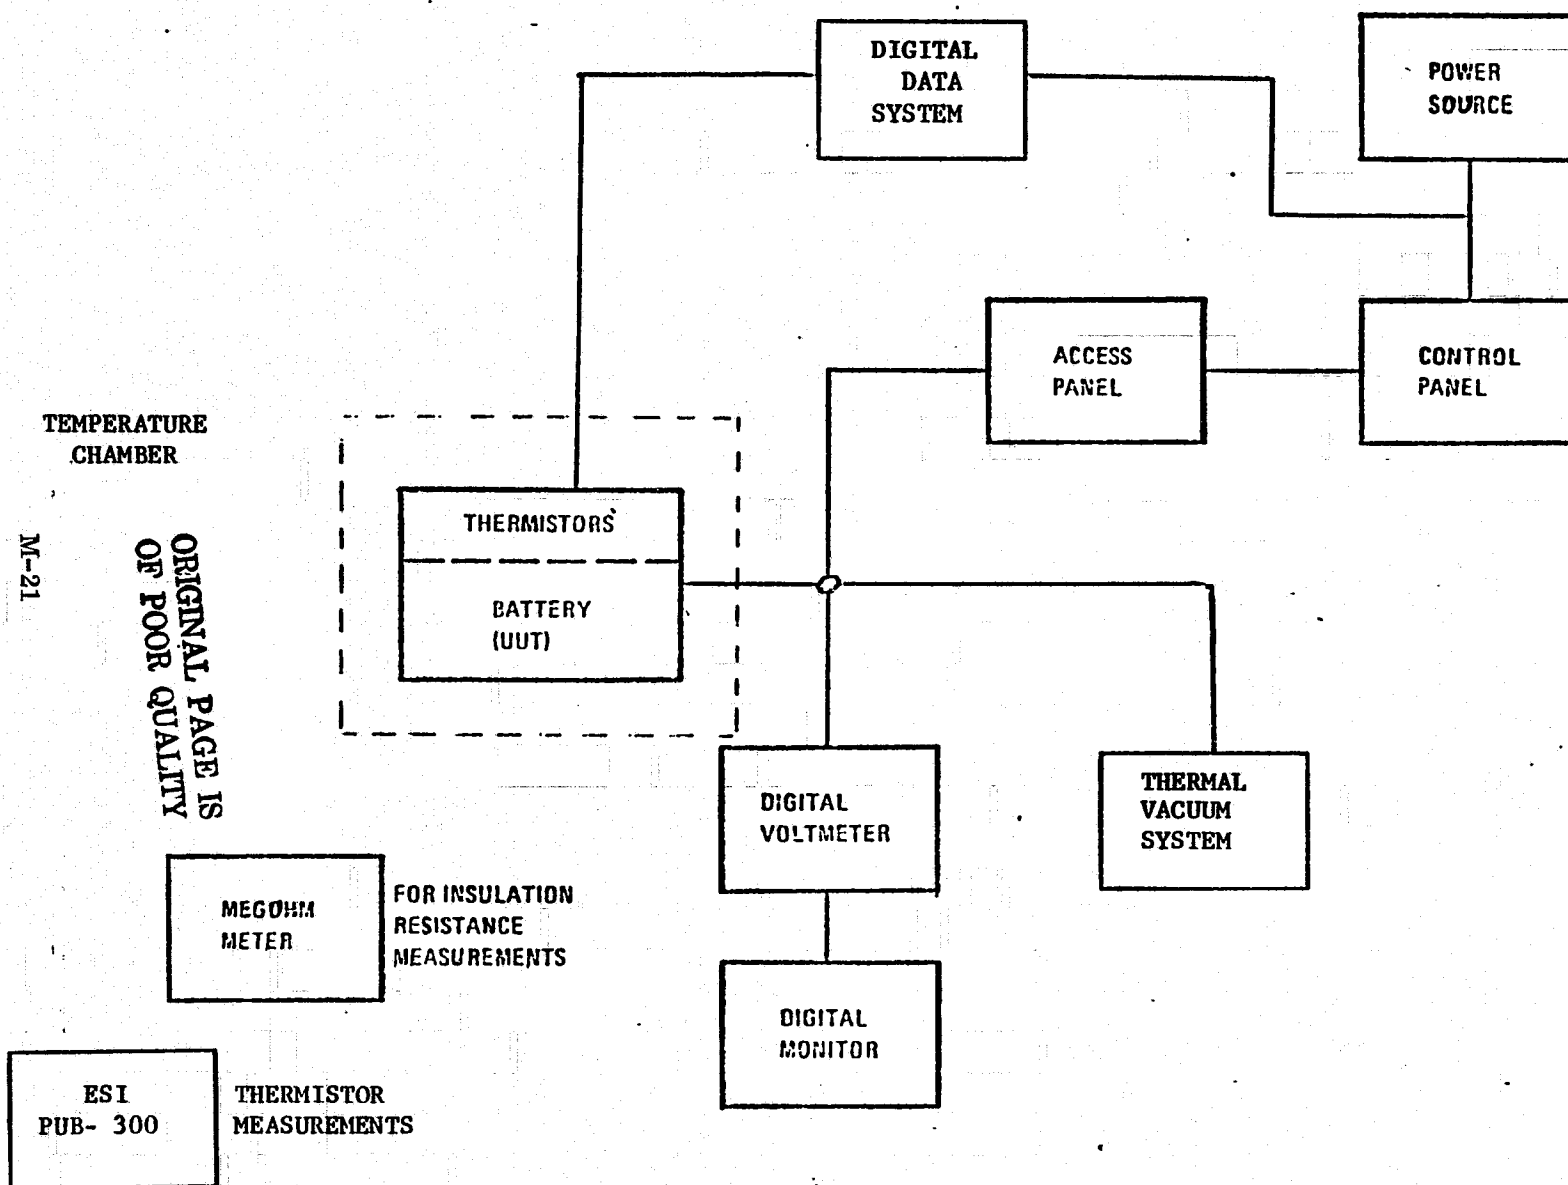 DIGITAL
DATA
SYSTEM
POWER
SOURCE
ACCESS
PANEL
CONTROL
PANEL
TEMPERATURE
CHAMBER
THERMISTORS
BATTERY
(UUT)
M-21
ORIGINAL PAGE IS
OF POOR QUALITY
DIGITAL
VOLTMETER
THERMAL
VACUUM
SYSTEM
MEGOHM
METER
FOR INSULATION
RESISTANCE
MEASUREMENTS
DIGITAL
MONITOR
ESI
PUB- 300
THERMISTOR
MEASUREMENTS